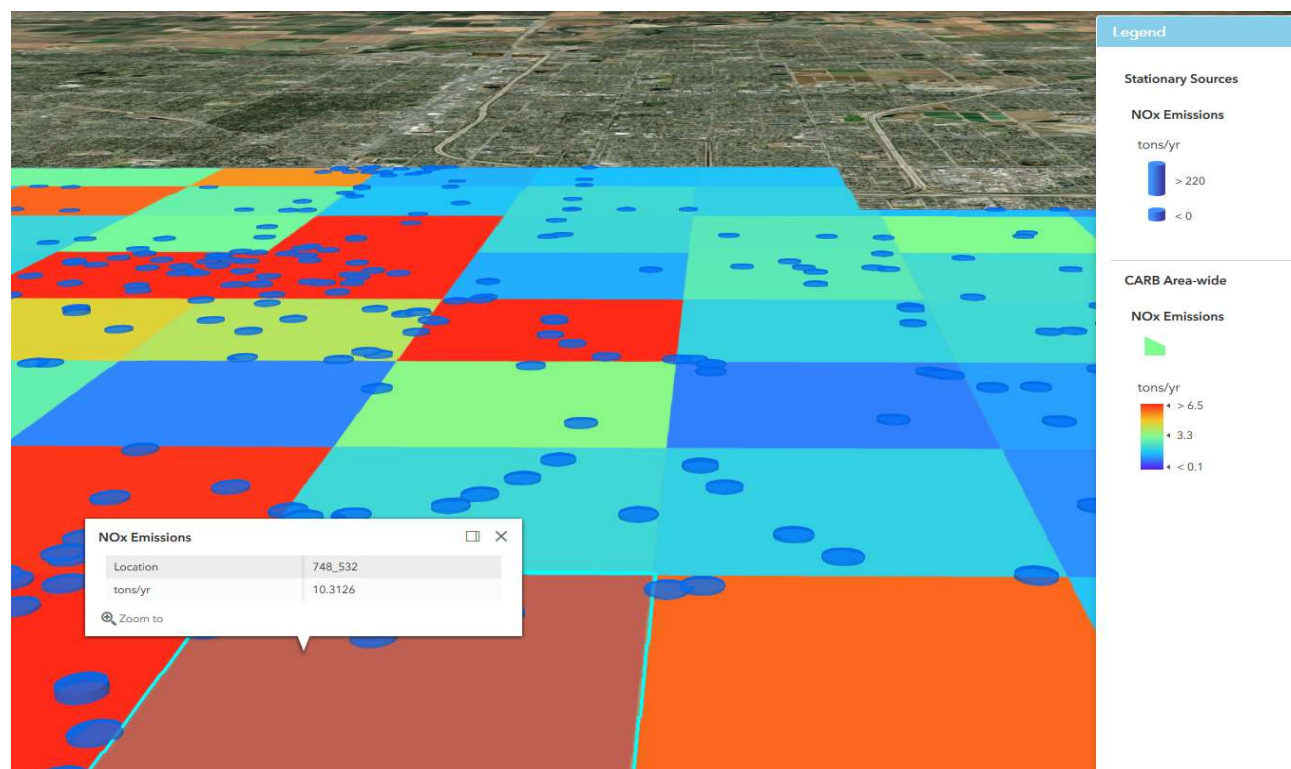 Legend
Stationary Sources
NOx Emissions
tons/yr
> 220
< 0
CARB Area-wide
NOx Emissions
tons/yr
> 6.5
3.3
< 0.1
NOx Emissions
Location 748_532
tons/yr 10.3126
Zoom to